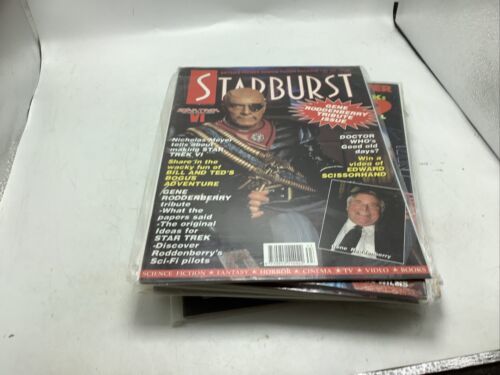 STARBURST
STAR TREK
VI
GENE
RODDENBERRY
TRIBUTE
ISSUE
Nicholas Meyer
tells about
making STAR
TREK VI
Share in the
wacky fun of
BILL AND TED'S
BOGUS
ADVENTURE
GENE
RODDERBERRY
tribute
-What the
papers said
-The original
Ideas for
STAR TREK
-Discover
Roddenberry's
Sci-Fi pilots
DOCTOR
WHO's
Good old
days?
Win a
video of
EDWARD
SCISSORHAND
Gene Roddenberry
SCIENCE FICTION ★ FANTASY ★ HORROR ★ CINEMA ★ TV ★ VIDEO ★ BOOKS